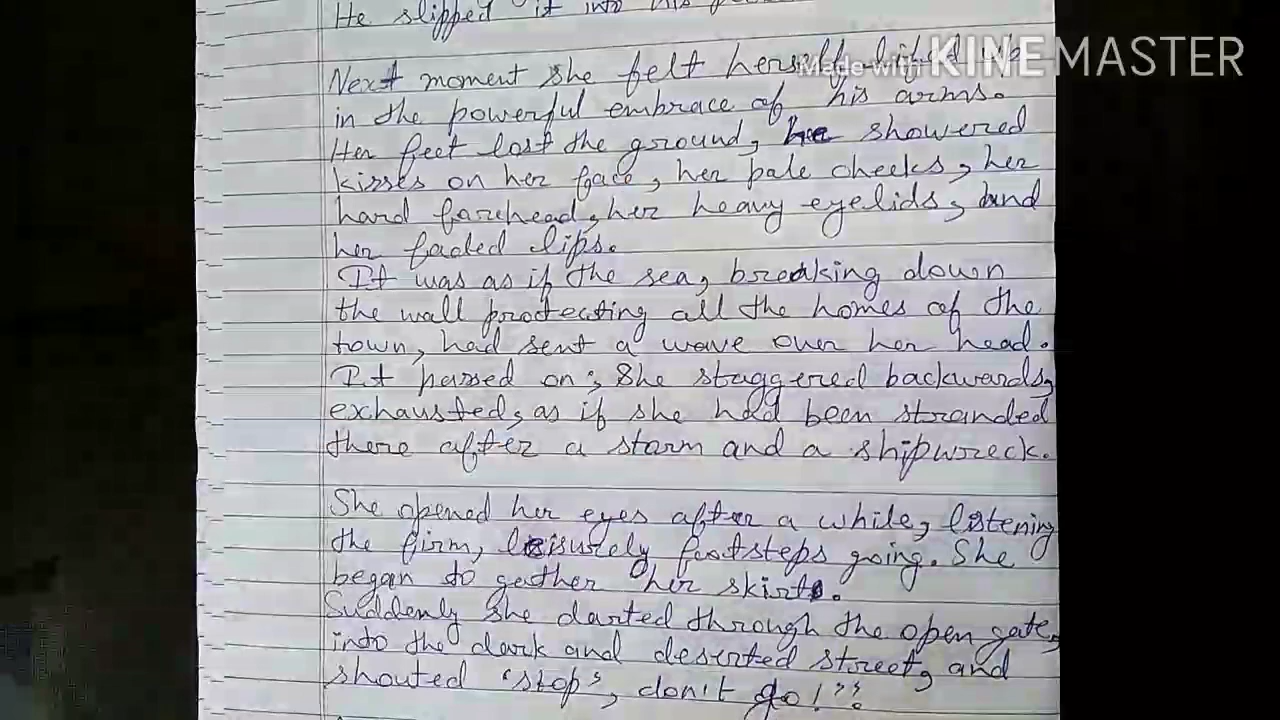 He slipped it into his
Made with KINEMASTER
Next moment she felt herself lifted up
in the powerful embrace of his arms.
Her feet lost the ground, he showered
kisses on her face, her pale cheeks, her
hard forehead, her heavy eyelids, and
her faded lips.
It was as if the sea, breaking down
the wall protecting all the homes of the
town, had sent a wave over her head.
It passed on; She staggered backwards,
exhausted, as if she had been stranded
there after a storm and a shipwreck.
She opened her eyes after a while, listening
the firm, leisurely footsteps going. She
began to gather her skirts.
Suddenly she darted through the open gate,
into the dark and deserted street, and
shouted 'stop', don't go!"